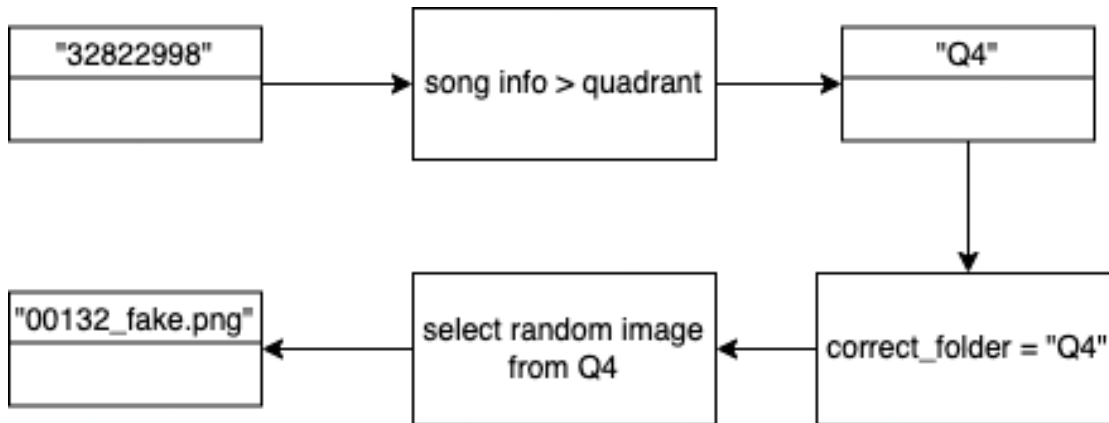 "32822998"
song info > quadrant
"Q4"
"00132_fake.png"
select random image
from Q4
correct_folder = "Q4"